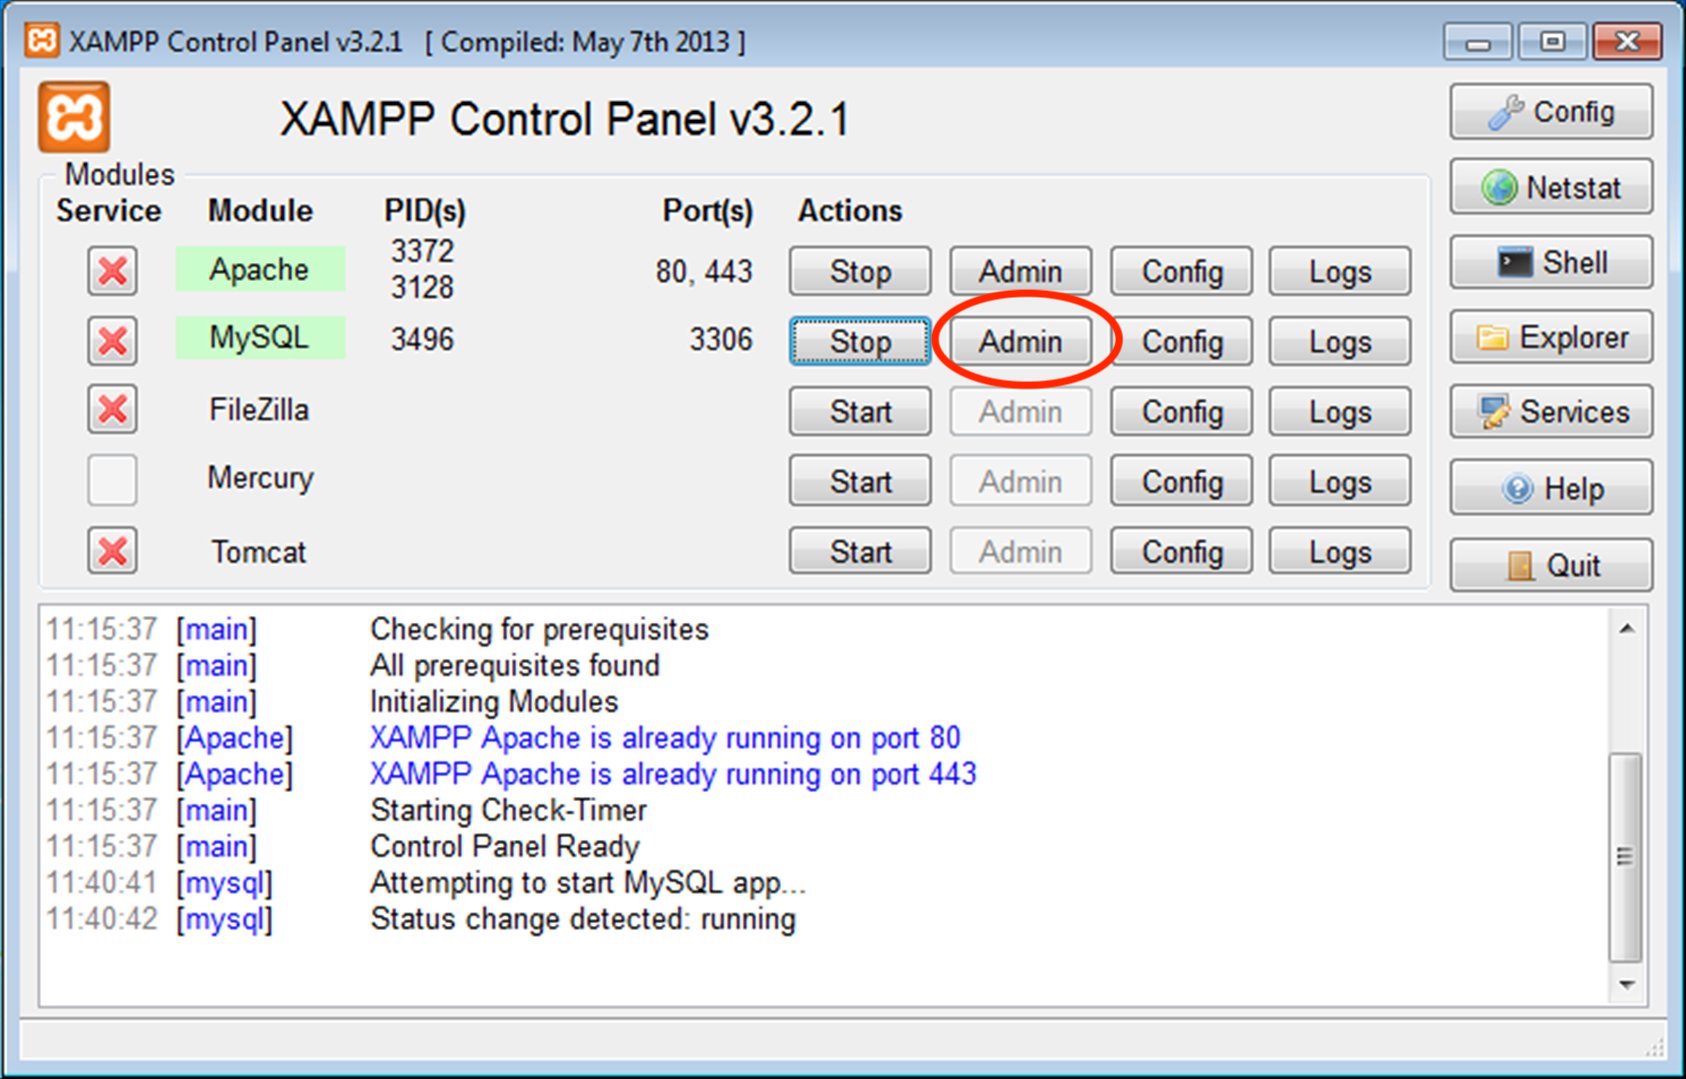 XAMPP Control Panel v3.2.1 [ Compiled: May 7th 2013 ]
XAMPP Control Panel v3.2.1
Config
Netstat
Shell
Explorer
Services
Help
Quit
Modules
Service Module PID(s) Port(s) Actions
Apache 3372 3128 80, 443 Stop Admin Config Logs
MySQL 3496 3306 Stop Admin Config Logs
FileZilla Start Admin Config Logs
Mercury Start Admin Config Logs
Tomcat Start Admin Config Logs
11:15:37 [main] Checking for prerequisites
11:15:37 [main] All prerequisites found
11:15:37 [main] Initializing Modules
11:15:37 [Apache] XAMPP Apache is already running on port 80
11:15:37 [Apache] XAMPP Apache is already running on port 443
11:15:37 [main] Starting Check-Timer
11:15:37 [main] Control Panel Ready
11:40:41 [mysql] Attempting to start MySQL app...
11:40:42 [mysql] Status change detected: running